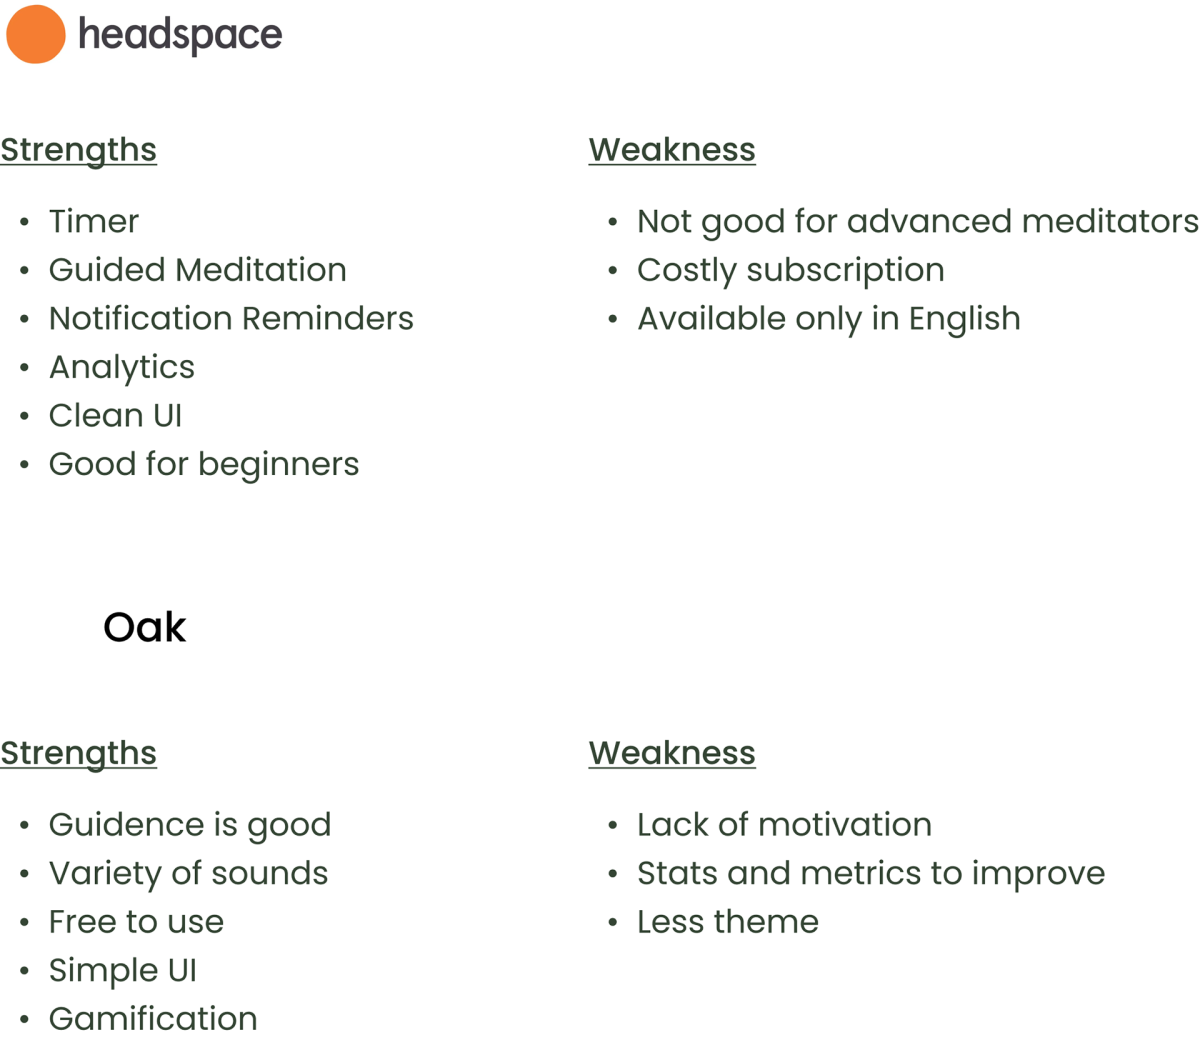 headspace
Strengths
• Timer
• Guided Meditation
• Notification Reminders
• Analytics
• Clean UI
• Good for beginners
Weakness
• Not good for advanced meditators
• Costly subscription
• Available only in English
Oak
Strengths
• Guidence is good
• Variety of sounds
• Free to use
• Simple UI
• Gamification
Weakness
• Lack of motivation
• Stats and metrics to improve
• Less theme